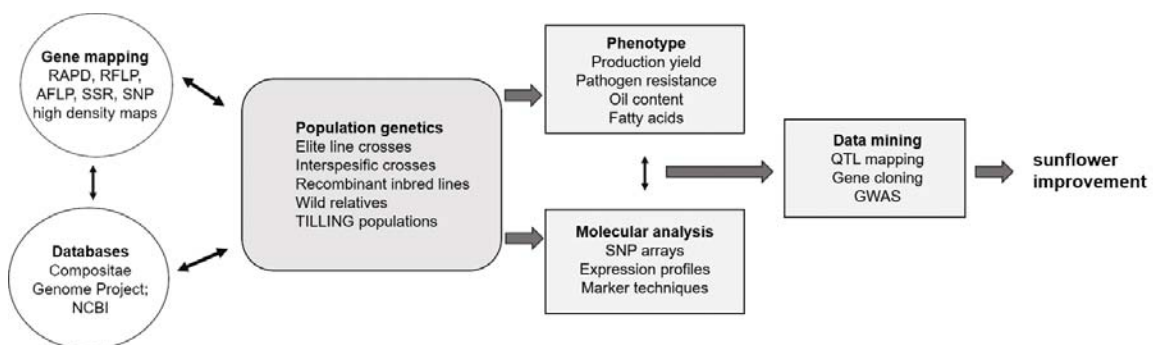 Gene mapping
RAPD, RFLP,
AFLP, SSR, SNP
high density maps
Databases
Compositae
Genome Project;
NCBI
Population genetics
Elite line crosses
Interspesific crosses
Recombinant inbred lines
Wild relatives
TILLING populations
Phenotype
Production yield
Pathogen resistance
Oil content
Fatty acids
Molecular analysis
SNP arrays
Expression profiles
Marker techniques
Data mining
QTL mapping
Gene cloning
GWAS
sunflower
improvement